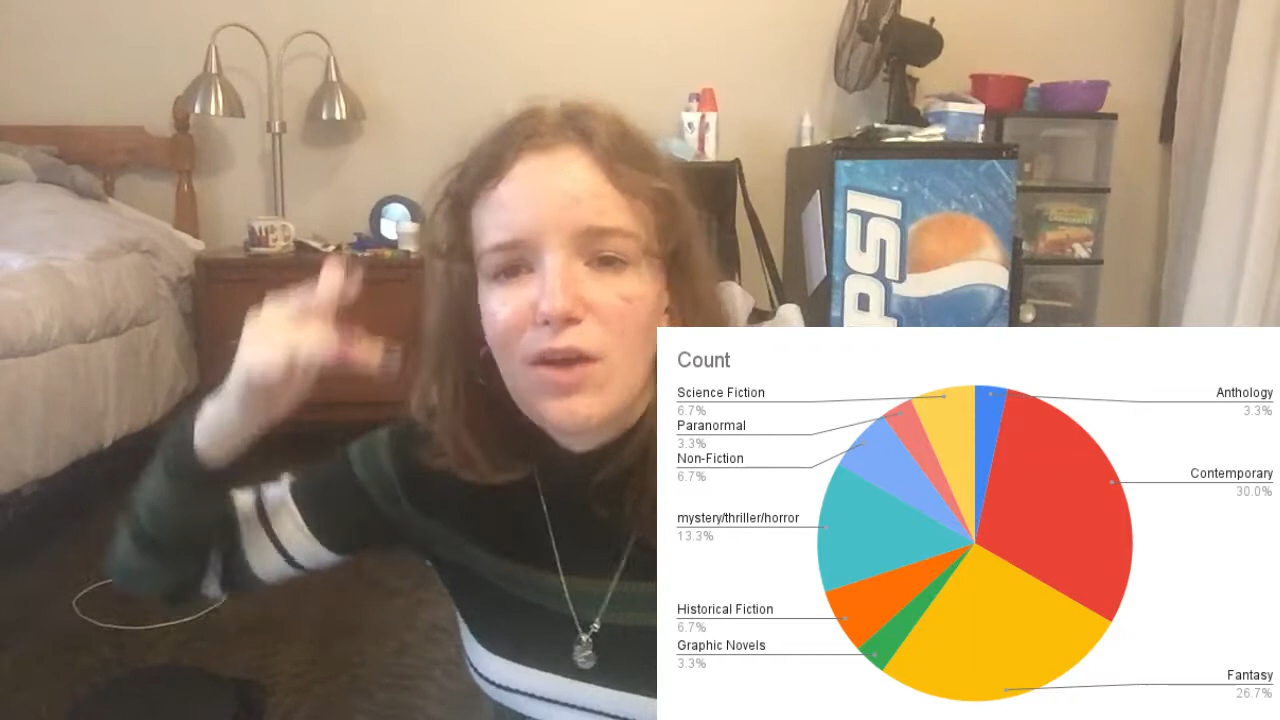 PEPSI
Count
Science Fiction
6.7%
Paranormal
3.3%
Non-Fiction
6.7%
mystery/thriller/horror
13.3%
Historical Fiction
6.7%
Graphic Novels
3.3%
Anthology
3.3%
Contemporary
30.0%
Fantasy
26.7%